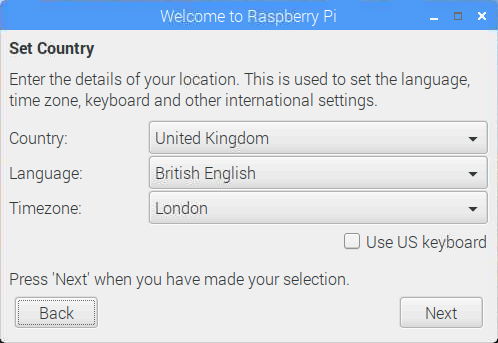 Welcome to Raspberry Pi
Set Country
Enter the details of your location. This is used to set the language,
time zone, keyboard and other international settings.
Country: United Kingdom
Language: British English
Timezone: London
Use US keyboard
Press 'Next' when you have made your selection.
Back Next